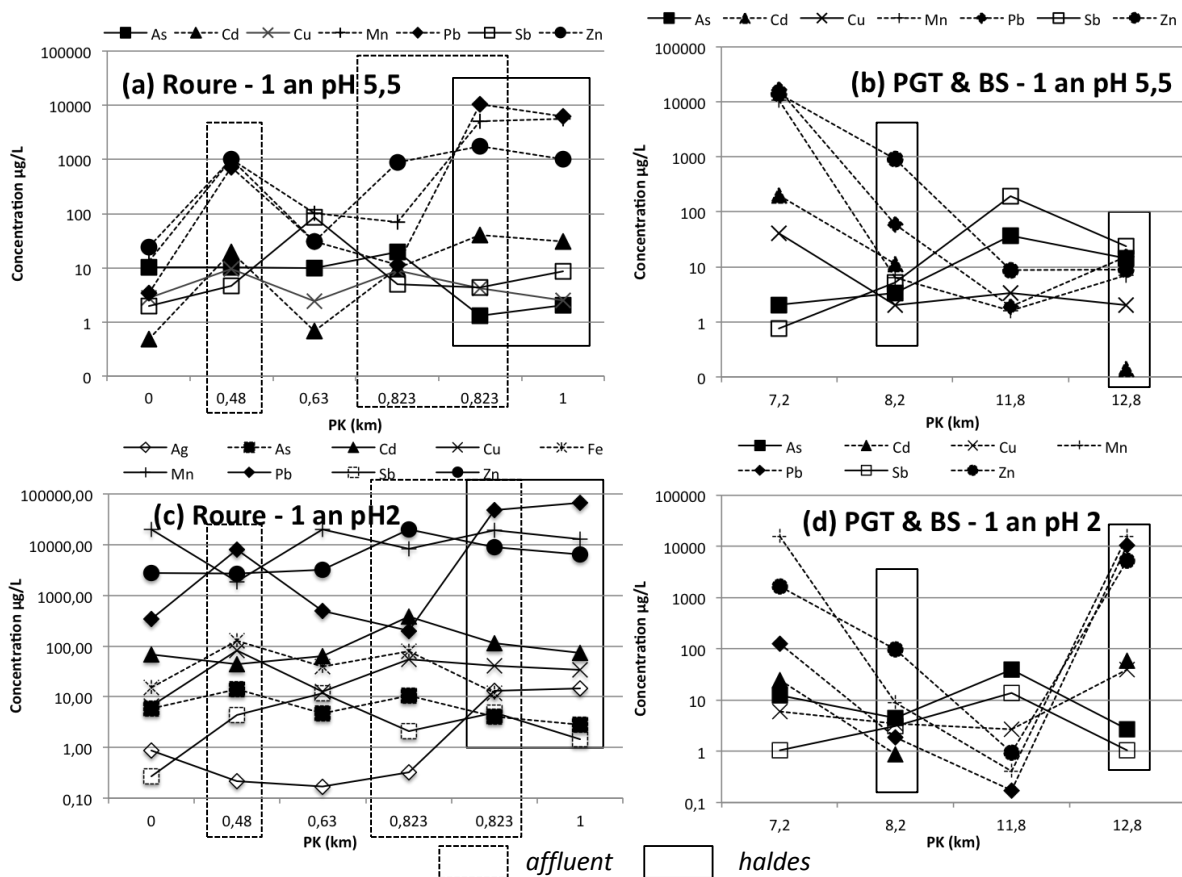 As Cd Cu Mn Pb Sb Zn
(a) Roure - 1 an pH 5,5
Concentration µg/L
100000
10000
1000
100
10
1
0
0 0,48 0,63 0,823 0,823 1
PK (km)
As Cd Cu Mn Pb Sb Zn
(b) PGT & BS - 1 an pH 5,5
Concentration µg/L
100000
10000
1000
100
10
1
0
7,2 8,2 11,8 12,8
PK (km)
Ag As Cd Cu Fe
Mn Pb Sb Zn
(c) Roure - 1 an pH2
Concentration µg/L
100000,00
10000,00
1000,00
100,00
10,00
1,00
0,10
0 0,48 0,63 0,823 0,823 1
PK (km)
As Cd Cu Mn
Pb Sb Zn
(d) PGT & BS - 1 an pH 2
Concentration µg/L
100000
10000
1000
100
10
1
0,1
7,2 8,2 11,8 12,8
PK (km)
affluent haldes